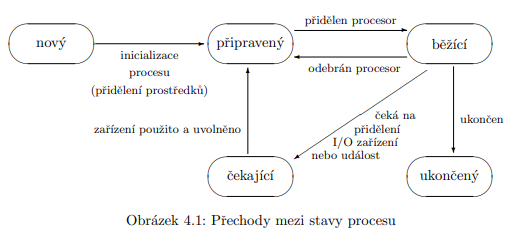 nový
inicializace
procesu
(přidělení prostředků)
připravený
přidělen procesor
odebrán procesor
běžící
zařízení použito a uvolněno
čeká na
přidělení
I/O zařízení
nebo událost
ukončen
čekající
ukončený
Obrázek 4.1: Přechody mezi stavy procesu